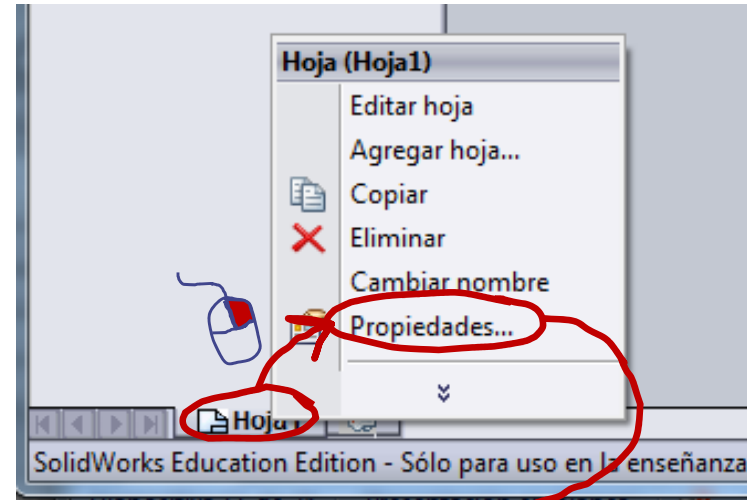 Hoja (Hoja1)
Editar hoja
Agregar hoja...
Copiar
Eliminar
Cambiar nombre
Propiedades...
Hoja1
SolidWorks Education Edition - Sólo para uso en la enseñanza